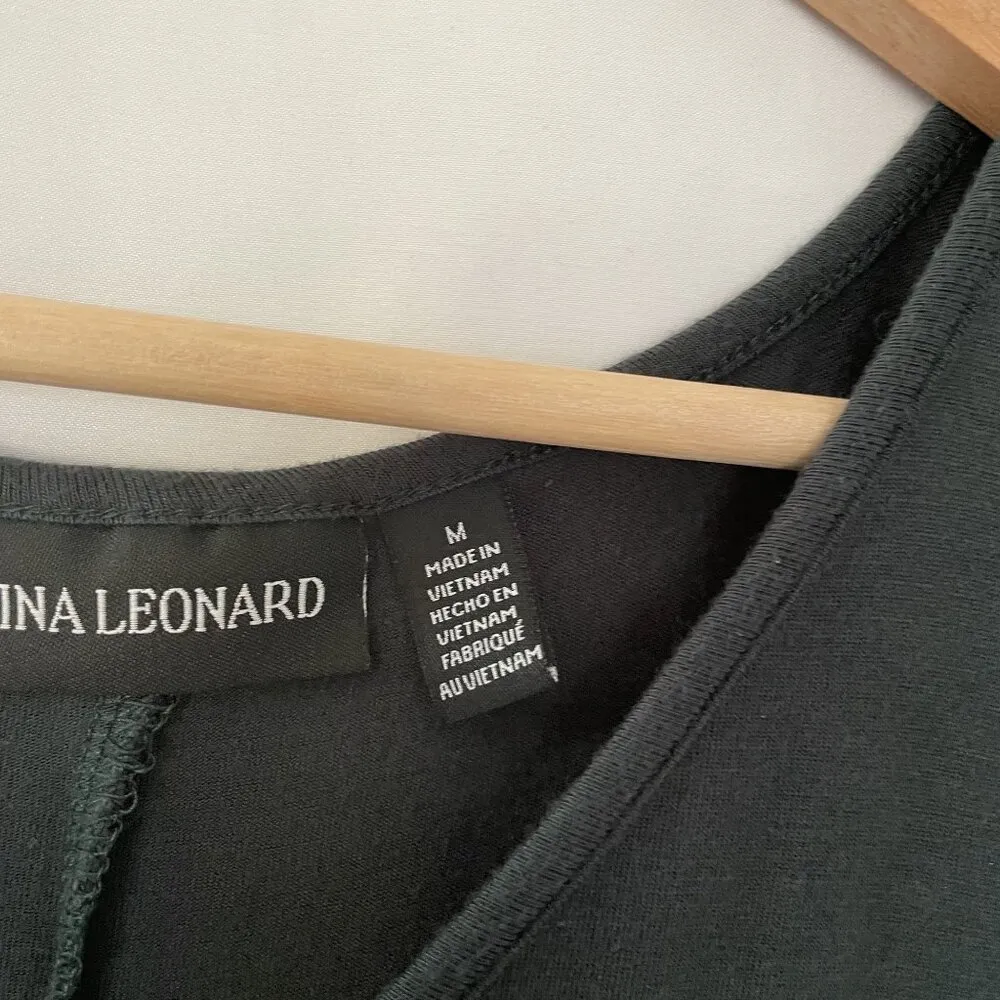 INA LEONARD
M
MADE IN
VIETNAM
HECHO EN
VIETNAM
FABRIQUÉ
AU VIETNAM